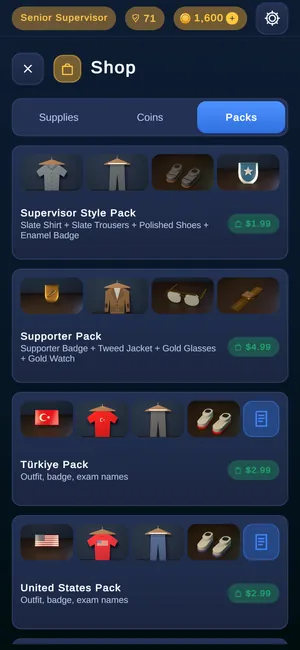 Senior Supervisor 71 1,600 +
Shop
Supplies Coins Packs
Supervisor Style Pack
Slate Shirt + Slate Trousers + Polished Shoes +
Enamel Badge
$1.99
Supporter Pack
Supporter Badge + Tweed Jacket + Gold Glasses
+ Gold Watch
$4.99
Türkiye Pack
Outfit, badge, exam names
$2.99
United States Pack
Outfit, badge, exam names
$2.99